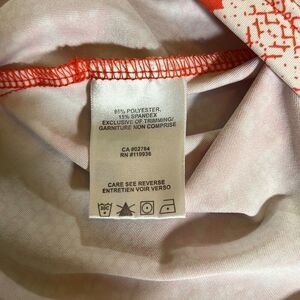 85% POLYESTER,
15% SPANDEX
EXCLUSIVE OF TRIMMING/
GARNITURE NON COMPRISE
CA #02784
RN #119936
CARE SEE REVERSE
ENTRETIEN VOIR VERSO
30C